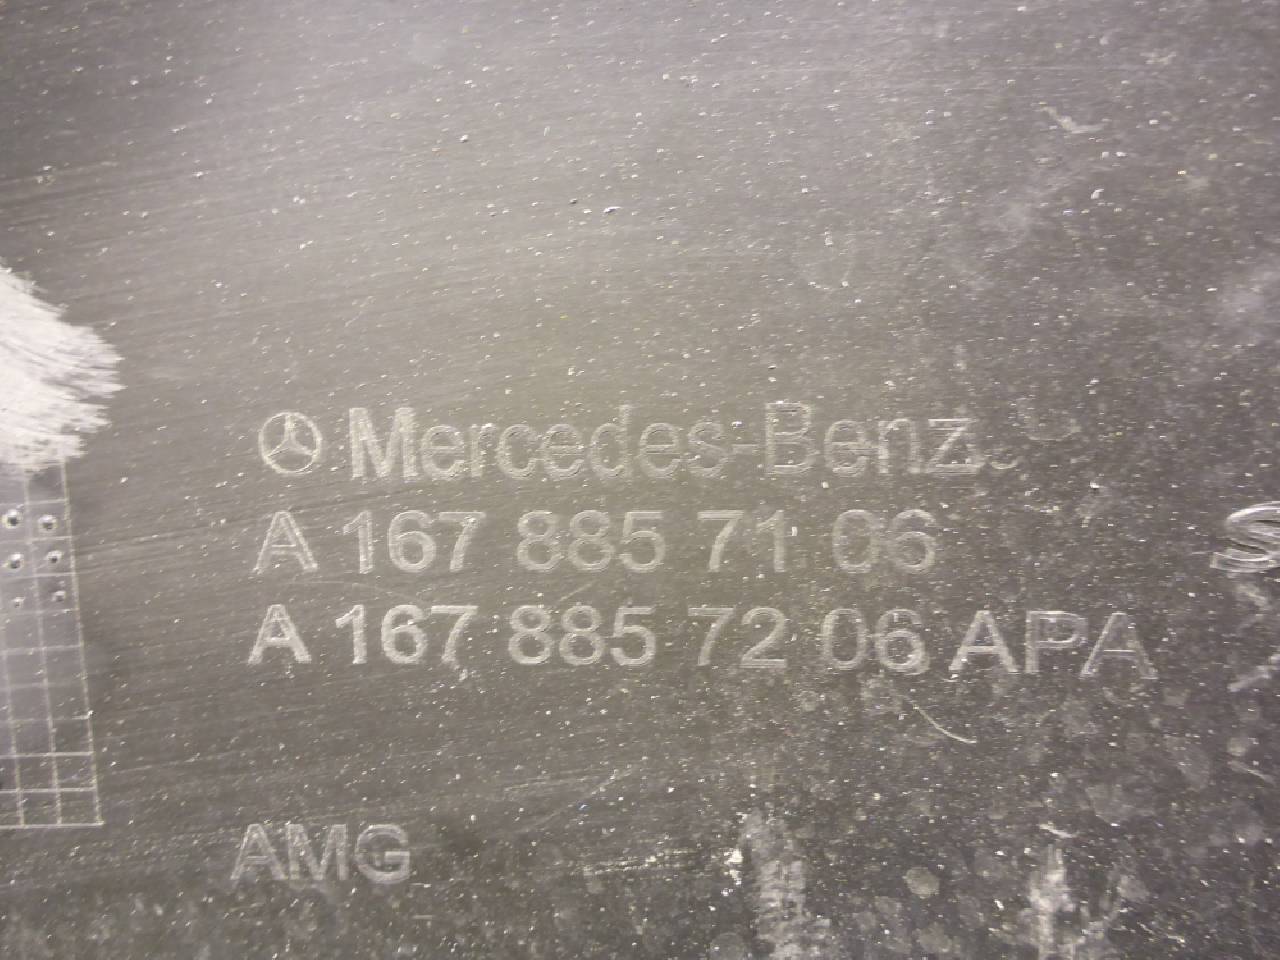 Mercedes-Benz
A 167 885 71 06
A 167 885 72 06 APA
AMG